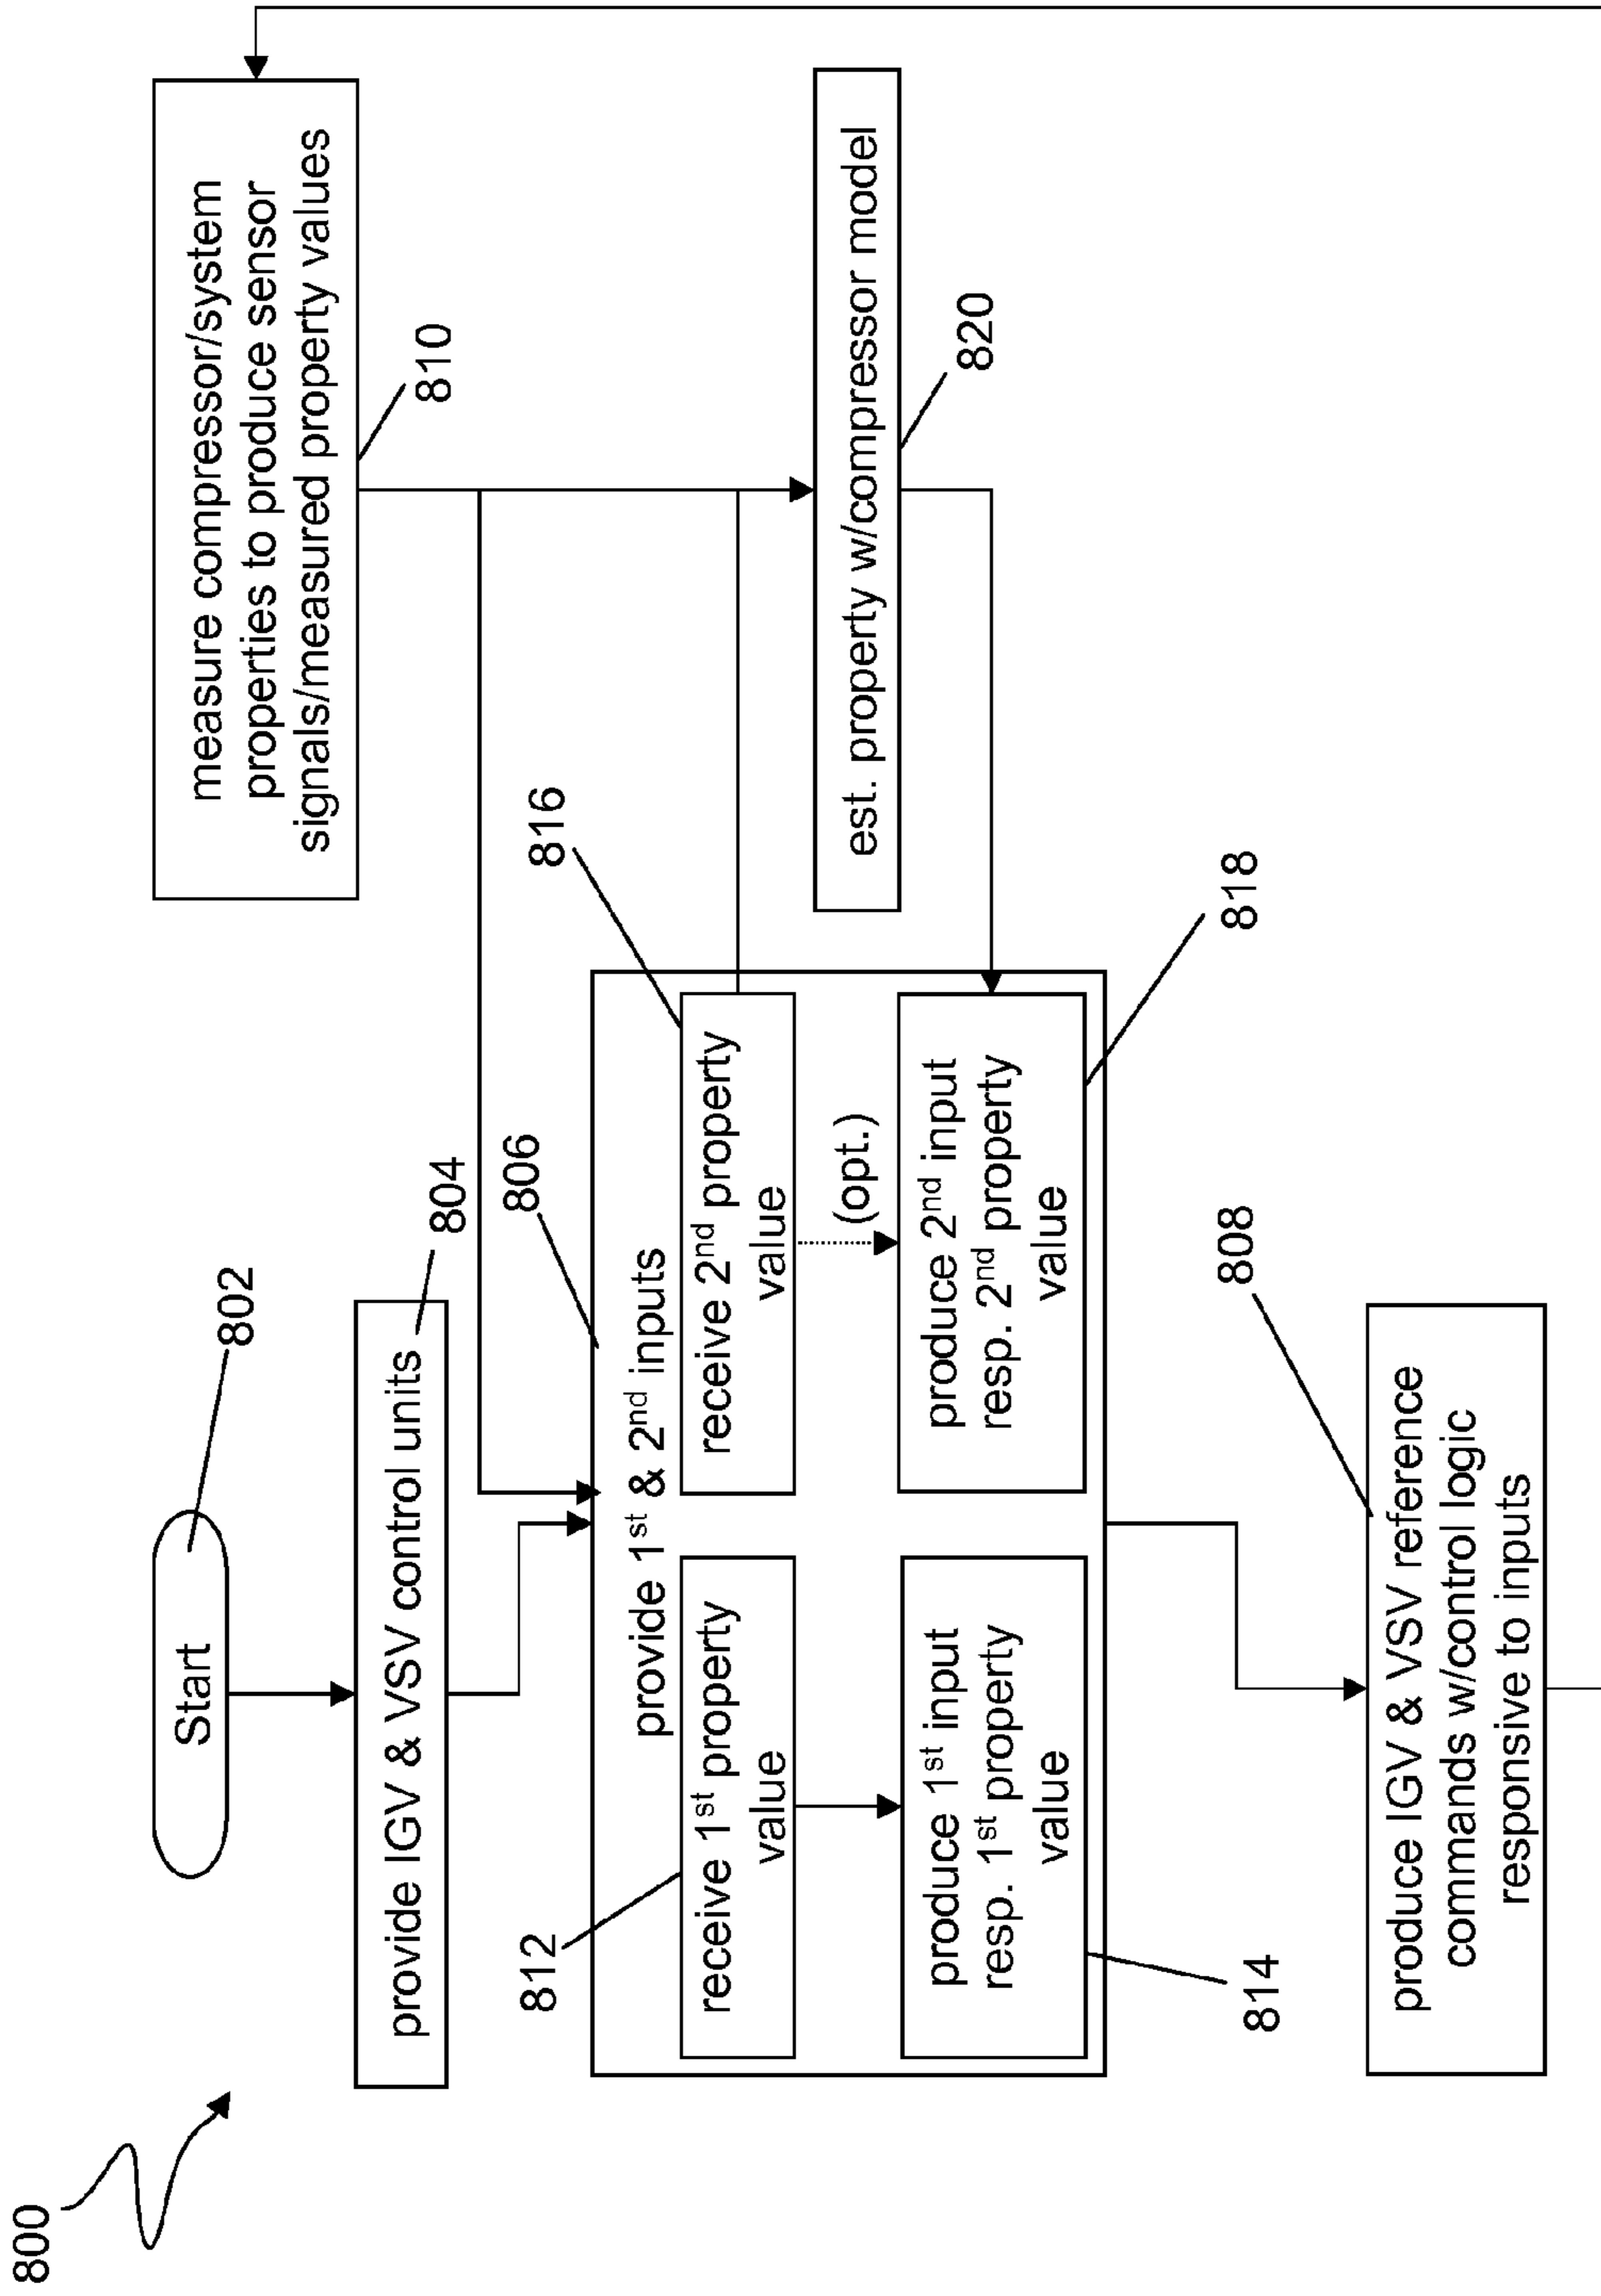 800
Start
802
provide IGV & VSV control units
804
806
provide 1st & 2nd inputs
812
receive 1st property
value
816
receive 2nd property
value
(opt.)
produce 1st input
resp. 1st property
value
814
produce 2nd input
resp. 2nd property
value
818
808
produce IGV & VSV reference
commands w/control logic
responsive to inputs
measure compressor/system
properties to produce sensor
signals/measured property values
810
est. property w/compressor model
820